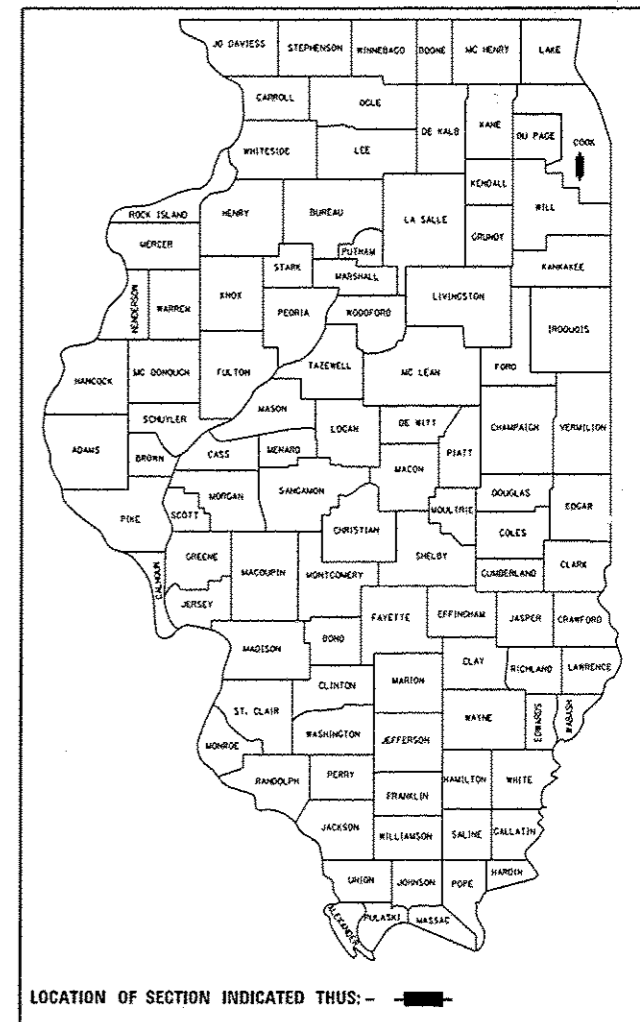 JO DAVIESS STEPHENSON WINNEBAGO BOONE MC HENRY LAKE
CARROLL OGLE DE KALB KANE DU PAGE COOK
WHITESIDE LEE KENDALL WILL
ROCK ISLAND HENRY BUREAU LA SALLE GRUNDY
MERCER PUTNAM KANKAKEE
STARK MARSHALL
HENDERSON WARREN KNOX PEORIA WOODFORD LIVINGSTON IROQUOIS
HANCOCK MC DONOUGH FULTON TAZEWELL MC LEAN FORD
SCHUYLER MASON LOGAN DE WITT CHAMPAIGN VERMILION
ADAMS BROWN CASS MENARD MACON PIATT
MORGAN SANGAMON DOUGLAS EDGAR
PIKE SCOTT CHRISTIAN MOULTRIE COLES
GREENE MACOUPIN MONTGOMERY SHELBY CUMBERLAND CLARK
CALHOUN JERSEY FAYETTE EFFINGHAM JASPER CRAWFORD
MADISON BOND CLAY RICHLAND LAWRENCE
CLINTON MARION
ST. CLAIR WAYNE EDWARDS WABASH
MONROE WASHINGTON JEFFERSON
RANDOLPH PERRY HAMILTON WHITE
FRANKLIN
JACKSON WILLIAMSON SALINE GALLATIN
UNION JOHNSON POPE HARDIN
ALEXANDER PULASKI MASSAC
LOCATION OF SECTION INDICATED THUS: -